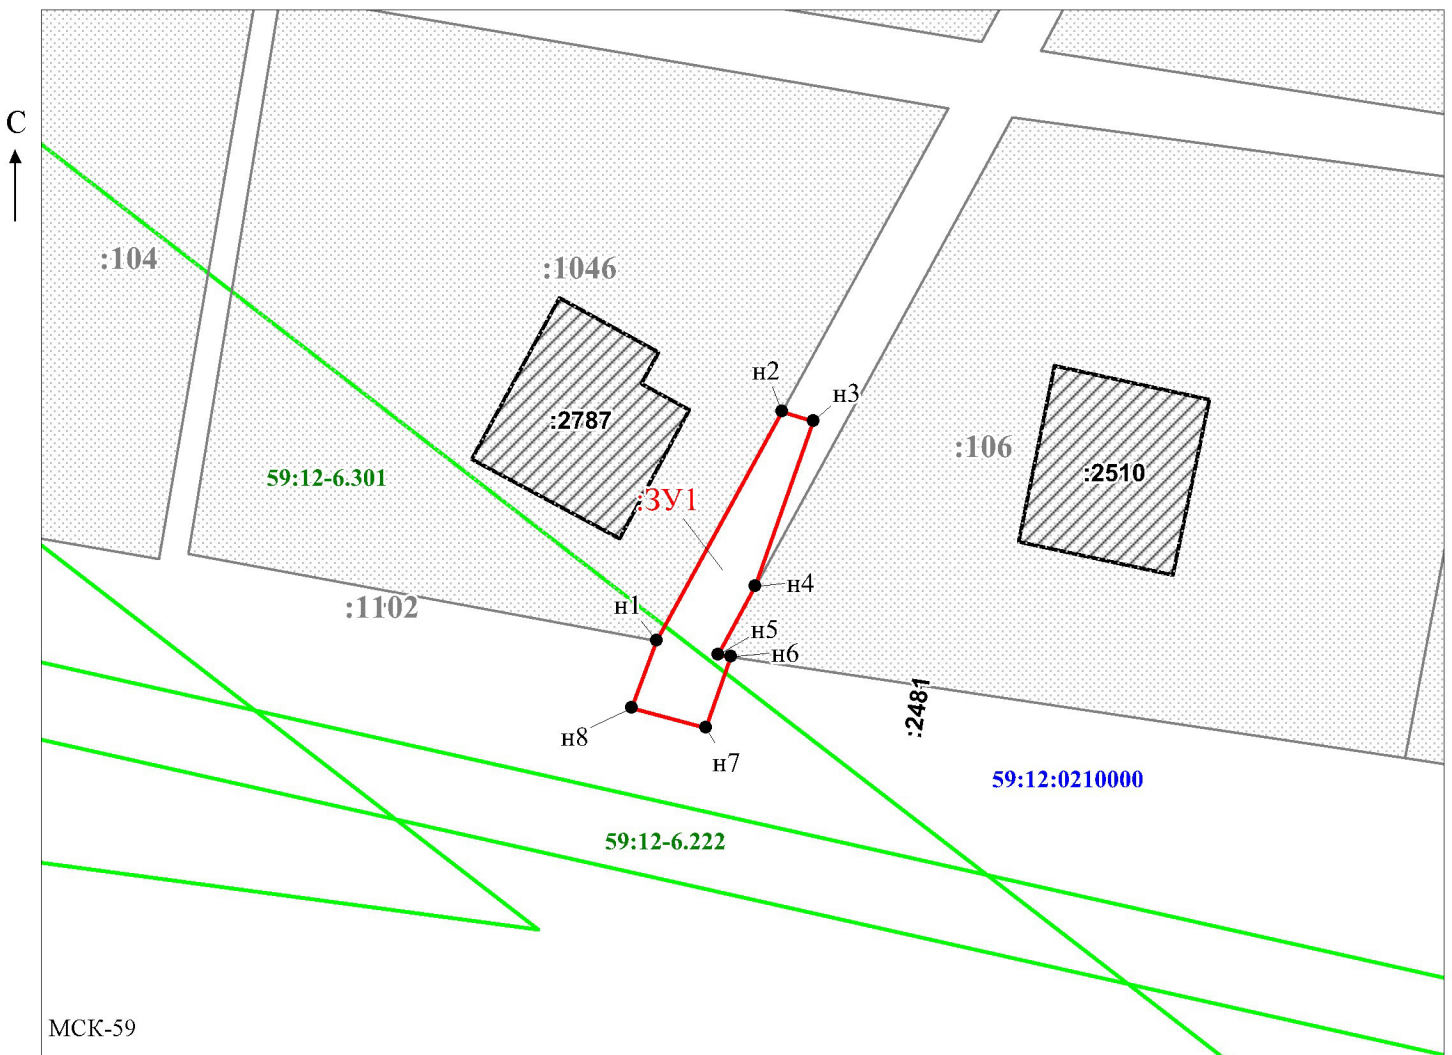 С
:104
:1046
н2
н3
:2787
:106
:2510
59:12-6.301
:ЗУ1
н4
:1102
н1
н5
н6
:2481
н8
н7
59:12:0210000
59:12-6.222
МСК-59